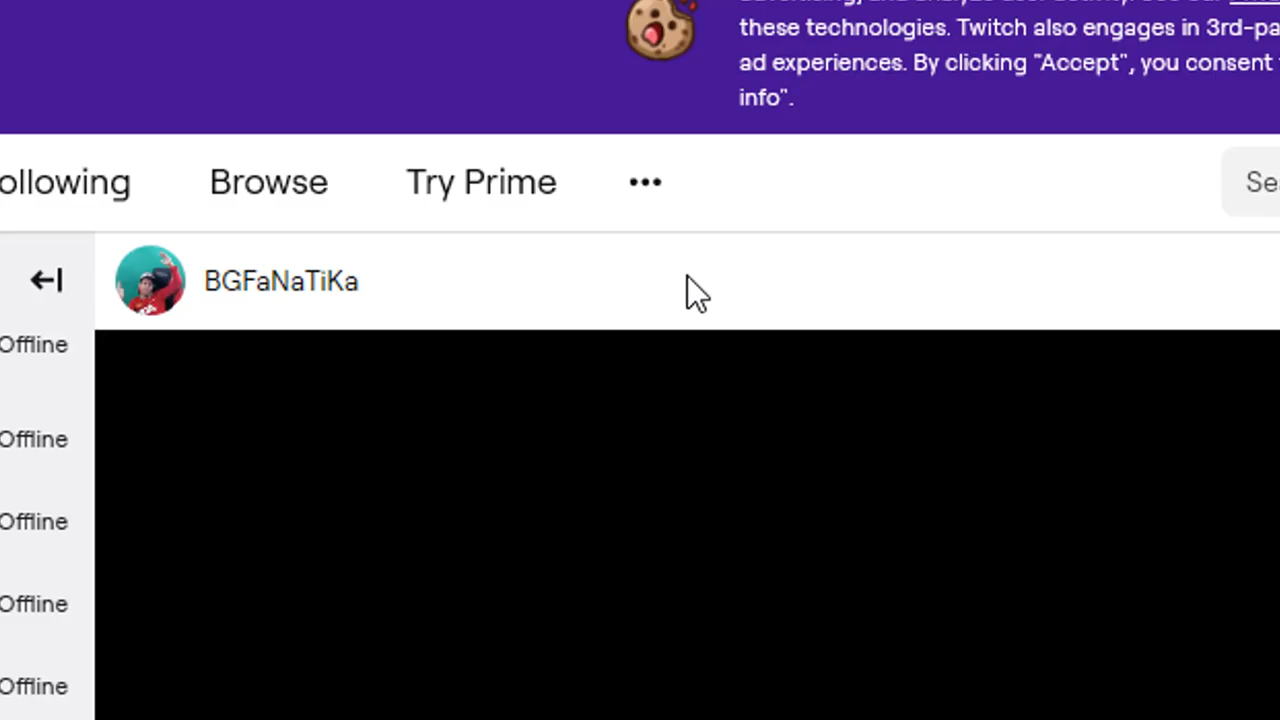 these technologies. Twitch also engages in 3rd-pa
ad experiences. By clicking "Accept", you consent
info".
ollowing Browse Try Prime •••
Se
BGFaNaTiKa
Offline
Offline
Offline
Offline
Offline